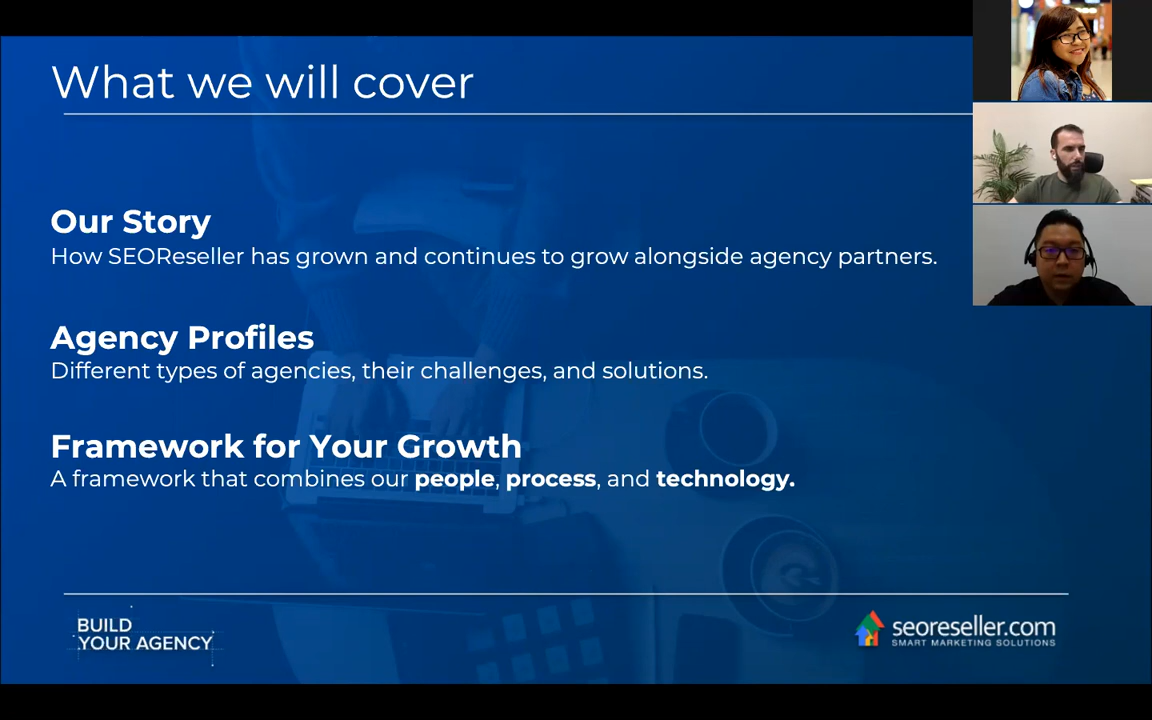 What we will cover
Our Story
How SEOReseller has grown and continues to grow alongside agency partners.
Agency Profiles
Different types of agencies, their challenges, and solutions.
Framework for Your Growth
A framework that combines our people, process, and technology.
BUILD
YOUR AGENCY
seoreseller.com
SMART MARKETING SOLUTIONS